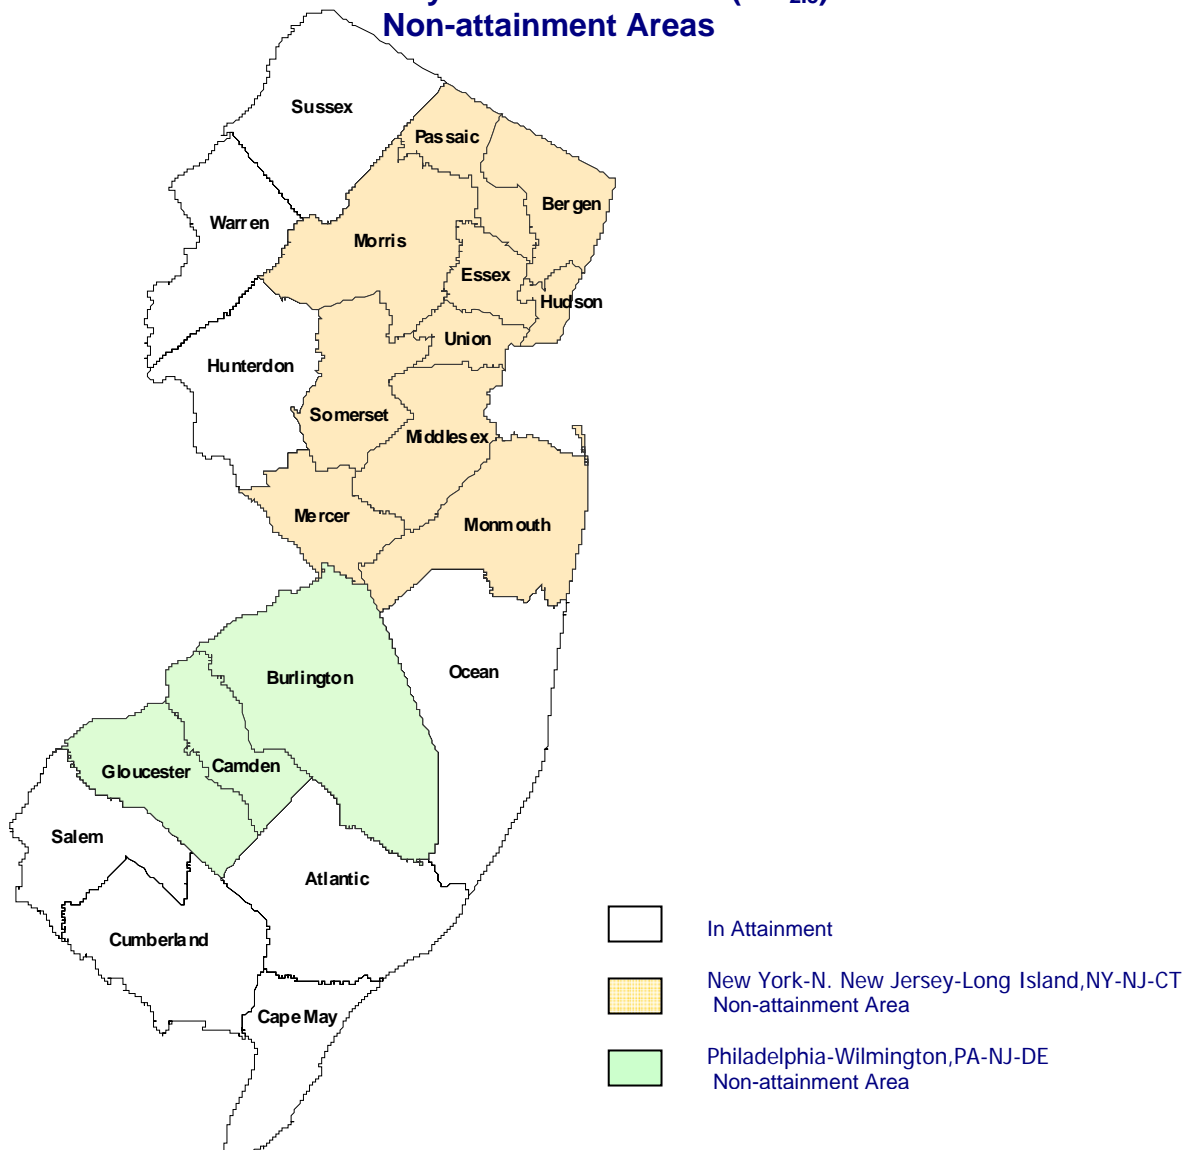 Non-attainment Areas
Sussex
Passaic
Bergen
Warren
Morris
Essex
Hudson
Union
Hunterdon
Somerset
Middlesex
Mercer
Monmouth
Ocean
Burlington
Camden
Gloucester
Salem
Atlantic
Cumberland
Cape May
In Attainment
New York-N. New Jersey-Long Island,NY-NJ-CT
Non-attainment Area
Philadelphia-Wilmington,PA-NJ-DE
Non-attainment Area